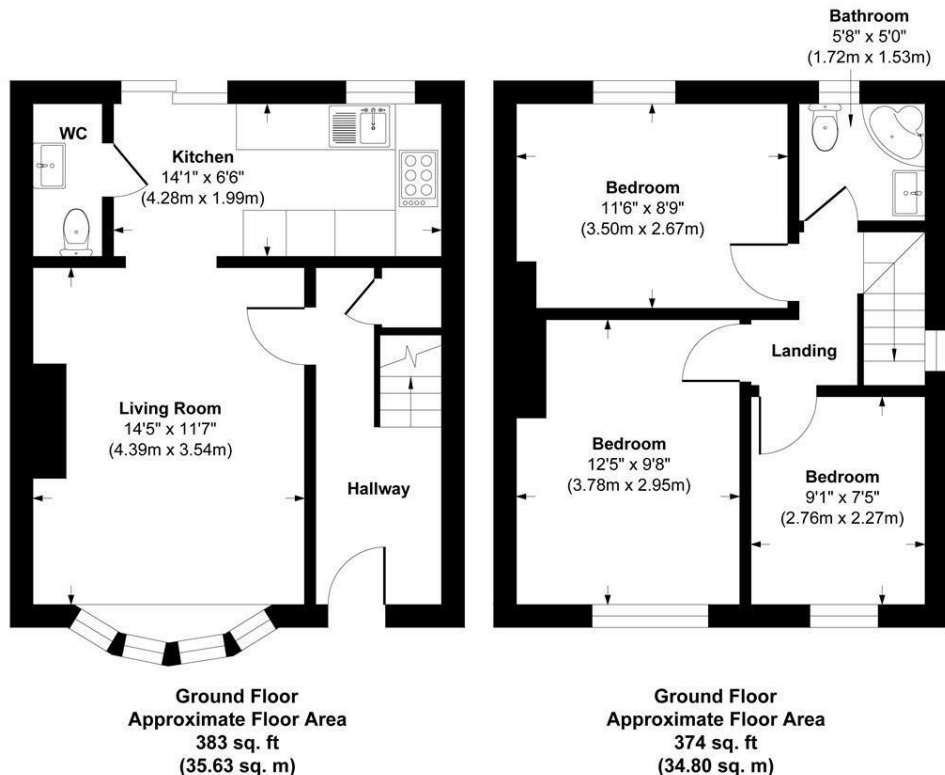 WC
Kitchen
14'1" x 6'6"
(4.28m x 1.99m)
Living Room
14'5" x 11'7"
(4.39m x 3.54m)
Hallway
Ground Floor
Approximate Floor Area
383 sq. ft
(35.63 sq. m)
Bathroom
5'8" x 5'0"
(1.72m x 1.53m)
Bedroom
11'6" x 8'9"
(3.50m x 2.67m)
Landing
Bedroom
12'5" x 9'8"
(3.78m x 2.95m)
Bedroom
9'1" x 7'5"
(2.76m x 2.27m)
Ground Floor
Approximate Floor Area
374 sq. ft
(34.80 sq. m)